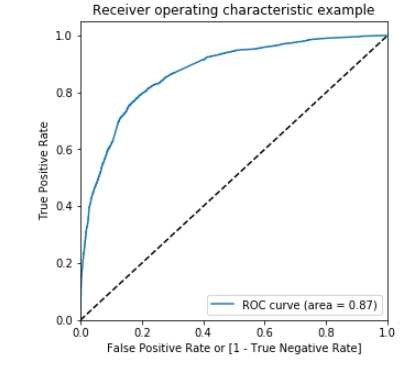 Receiver operating characteristic example
True Positive Rate
1.0
0.8
0.6
0.4
0.2
0.0
ROC curve (area = 0.87)
0.0 0.2 0.4 0.6 0.8 1.0
False Positive Rate or [1 - True Negative Rate]